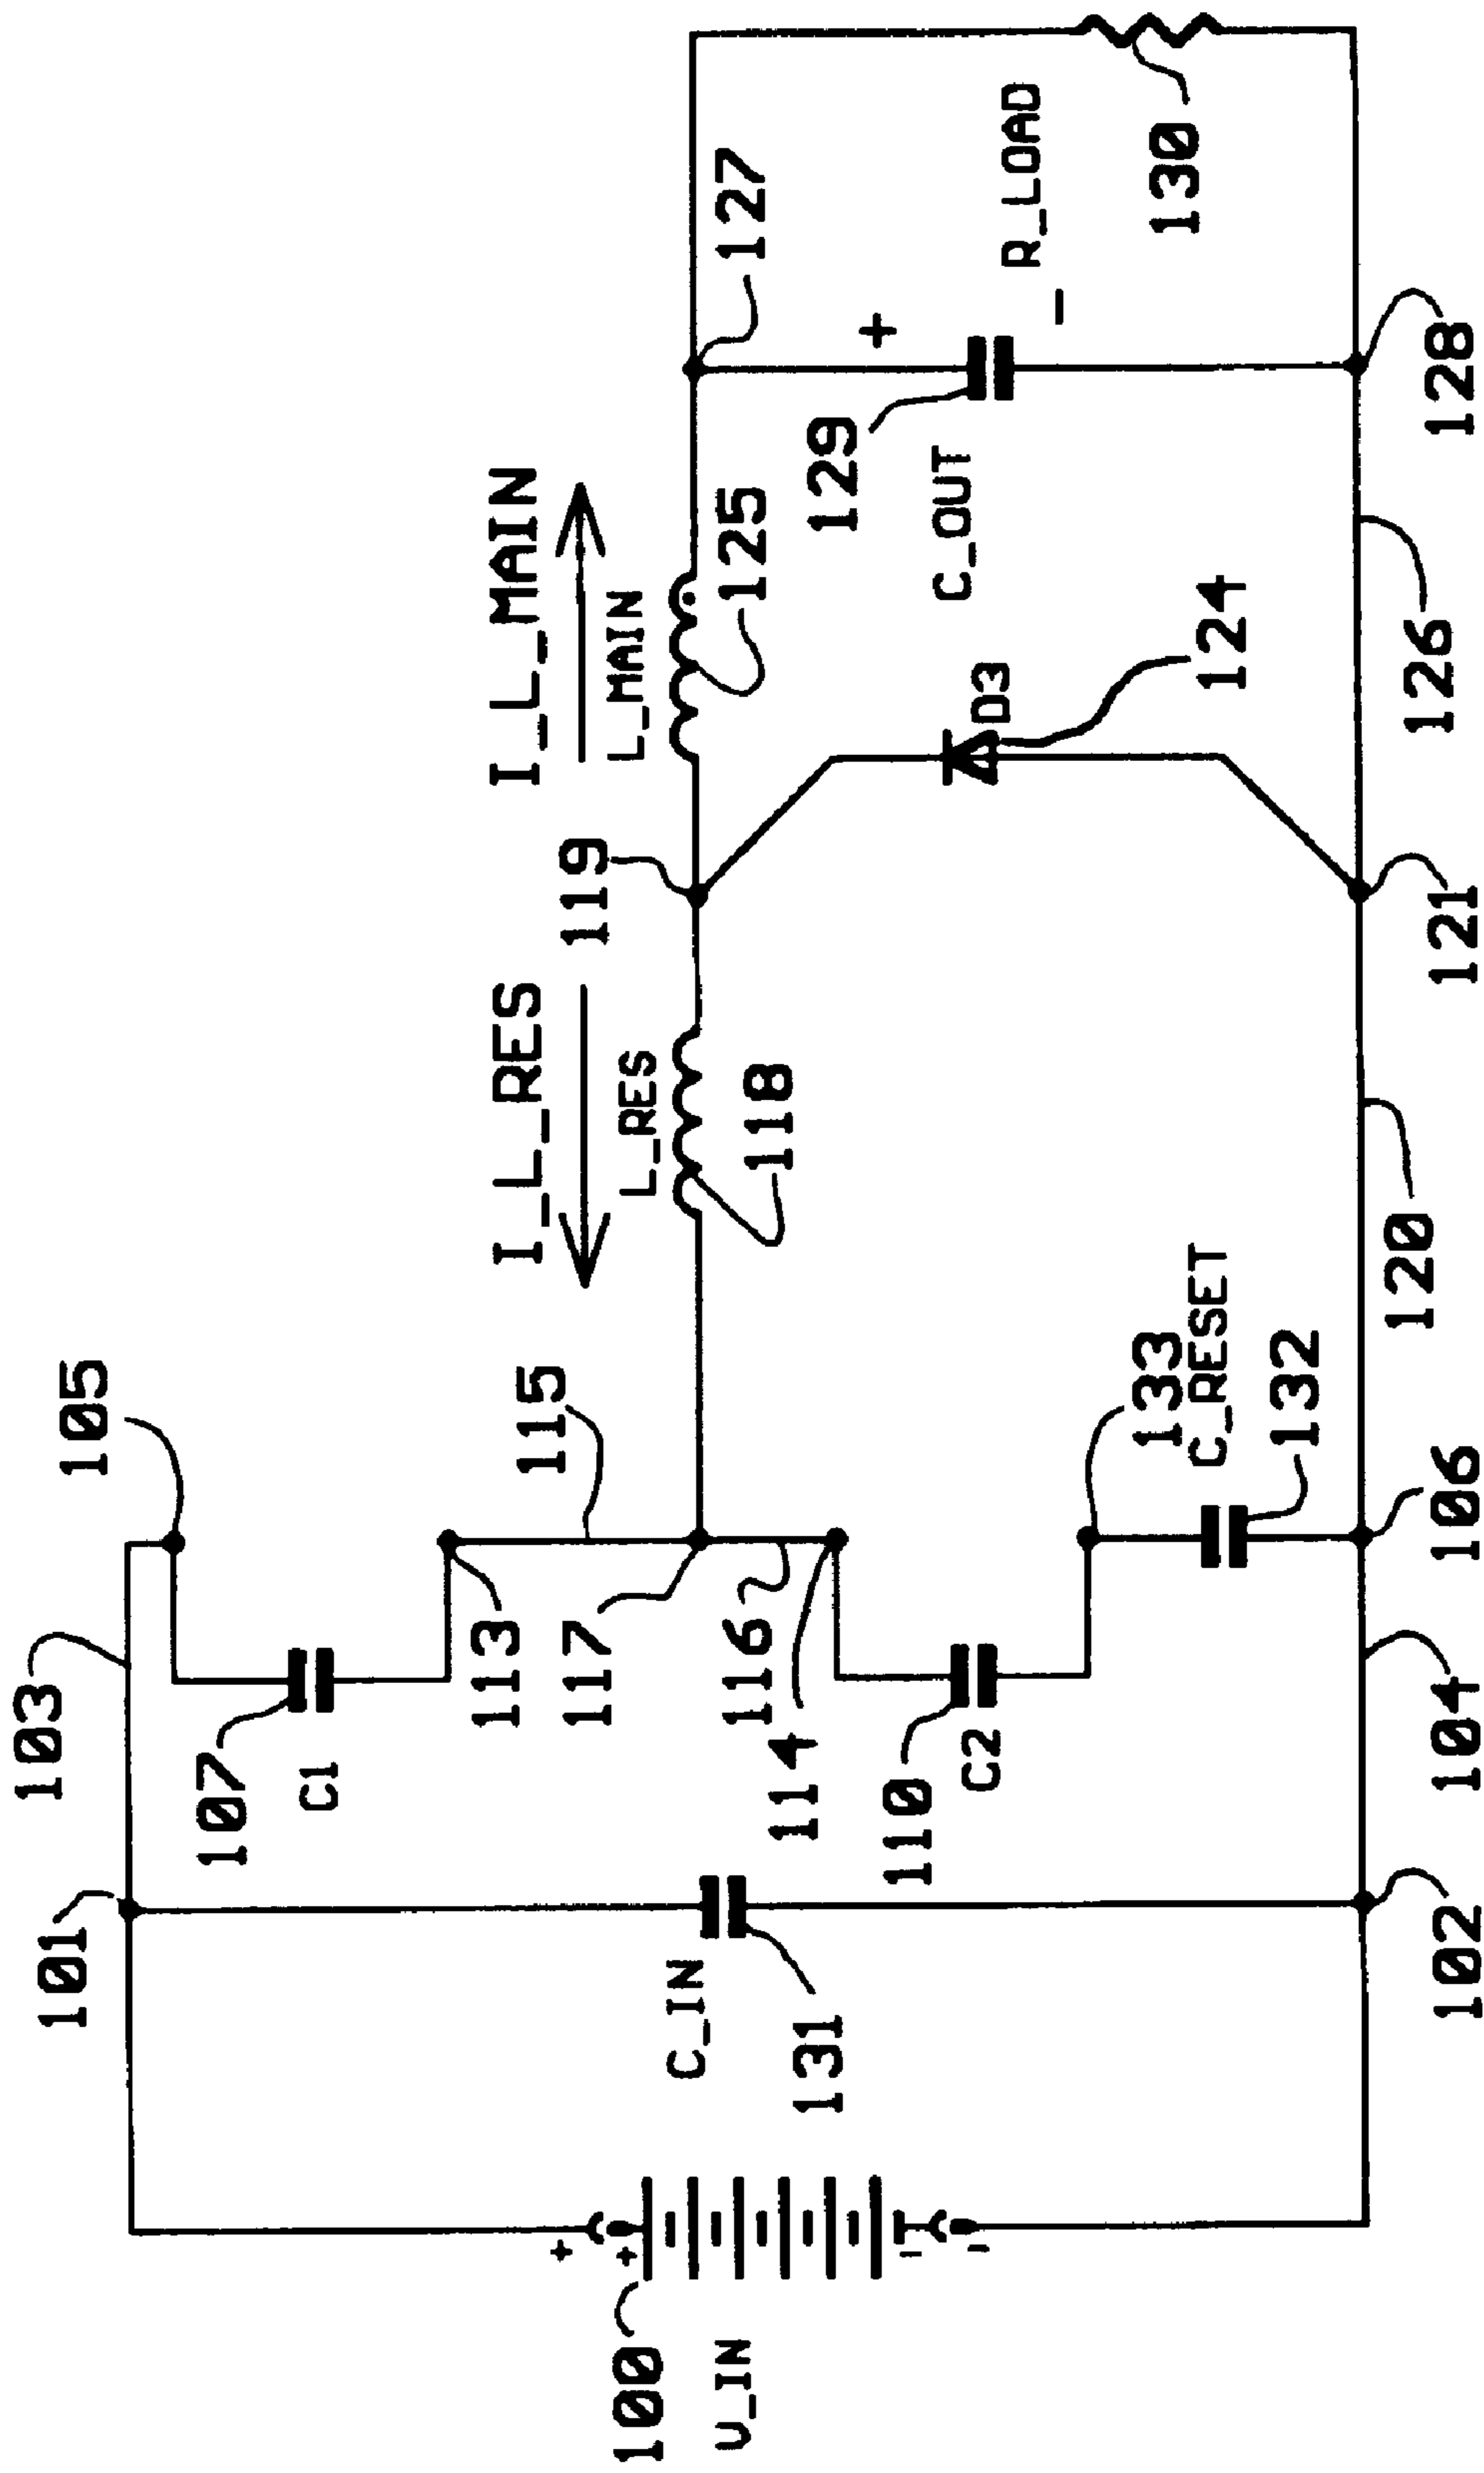 103
105
101
107
C1
113
115
117
I_L_RES
L_RES
118
119
I_L_MAIN
L_MAIN
125
127
+
+
100
V_IN
-
-
C_IN
131
116
114
110
C2
133
C_RESET
132
D3
124
129
C_OUT
+
-
R_LOAD
130
102
104
106
120
121
126
128